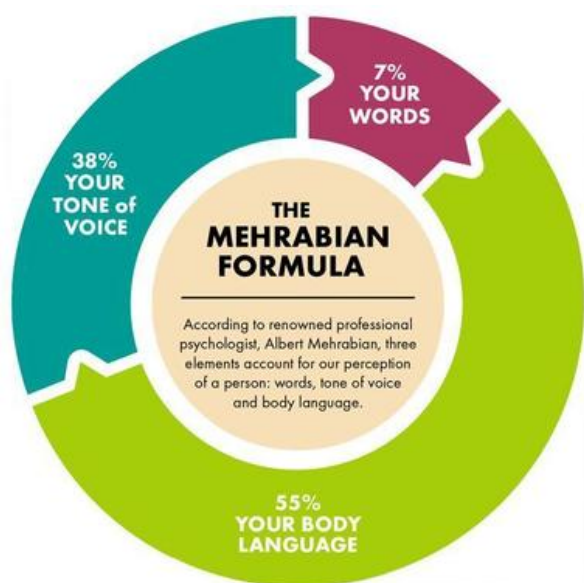 7%
YOUR
WORDS
38%
YOUR
TONE of
VOICE
THE
MEHRABIAN
FORMULA
According to renowned professional
psychologist, Albert Mehrabian, three
elements account for our perception
of a person: words, tone of voice
and body language.
55%
YOUR BODY
LANGUAGE